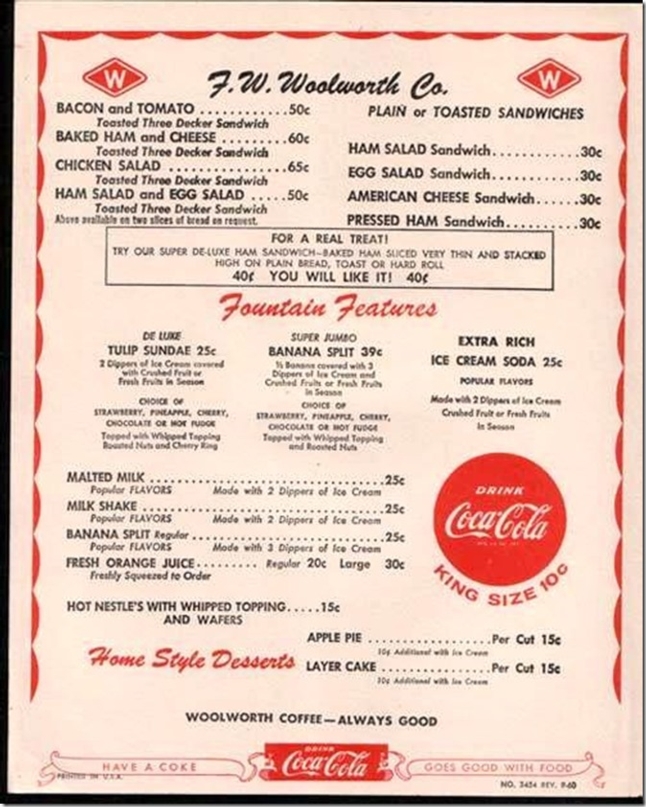 W
F. W. Woolworth Co.
W
BACON and TOMATO ............50c
Toasted Three Decker Sandwich
BAKED HAM and CHEESE .........60c
Toasted Three Decker Sandwich
CHICKEN SALAD ................65c
Toasted Three Decker Sandwich
HAM SALAD and EGG SALAD .....50c
Toasted Three Decker Sandwich
Above available on two slices of bread on request.
PLAIN or TOASTED SANDWICHES
HAM SALAD Sandwich.............30c
EGG SALAD Sandwich.............30c
AMERICAN CHEESE Sandwich......30c
PRESSED HAM Sandwich...........30c
FOR A REAL TREAT!
TRY OUR SUPER DE-LUXE HAM SANDWICH—BAKED HAM SLICED VERY THIN AND STACKED
HIGH ON PLAIN BREAD, TOAST OR HARD ROLL
40¢ YOU WILL LIKE IT! 40¢
Fountain Features
DE LUXE
TULIP SUNDAE 25c
2 Dippers of Ice Cream covered
with Crushed Fruit or
Fresh Fruits in Season
CHOICE OF
STRAWBERRY, PINEAPPLE, CHERRY,
CHOCOLATE OR HOT FUDGE
Topped with Whipped Topping
Roasted Nuts and Cherry Ring
SUPER JUMBO
BANANA SPLIT 39c
½ Banana covered with 3
Dippers of Ice Cream and
Crushed Fruits or Fresh Fruits
in Season
CHOICE OF
STRAWBERRY, PINEAPPLE, CHERRY,
CHOCOLATE OR HOT FUDGE
Topped with Whipped Topping
and Roasted Nuts
EXTRA RICH
ICE CREAM SODA 25c
POPULAR FLAVORS
Made with 2 Dippers of Ice Cream
Crushed Fruit or Fresh Fruits
In Season
MALTED MILK ....................................25c
Popular FLAVORS Made with 2 Dippers of Ice Cream
MILK SHAKE .....................................25c
Popular FLAVORS Made with 2 Dippers of Ice Cream
BANANA SPLIT Regular .............................25c
Popular FLAVORS Made with 3 Dippers of Ice Cream
FRESH ORANGE JUICE......... Regular 20c Large 30c
Freshly Squeezed to Order
DRINK
Coca-Cola
KING SIZE 10c
HOT NESTLE'S WITH WHIPPED TOPPING.....15c
AND WAFERS
Home Style Desserts
APPLE PIE ...................Per Cut 15c
10¢ Additional with Ice Cream
LAYER CAKE ..................Per Cut 15c
10¢ Additional with Ice Cream
WOOLWORTH COFFEE—ALWAYS GOOD
HAVE A COKE
DRINK
Coca-Cola
GOES GOOD WITH FOOD
PRINTED IN U.S.A.
NO. 3454 REV. 9-60